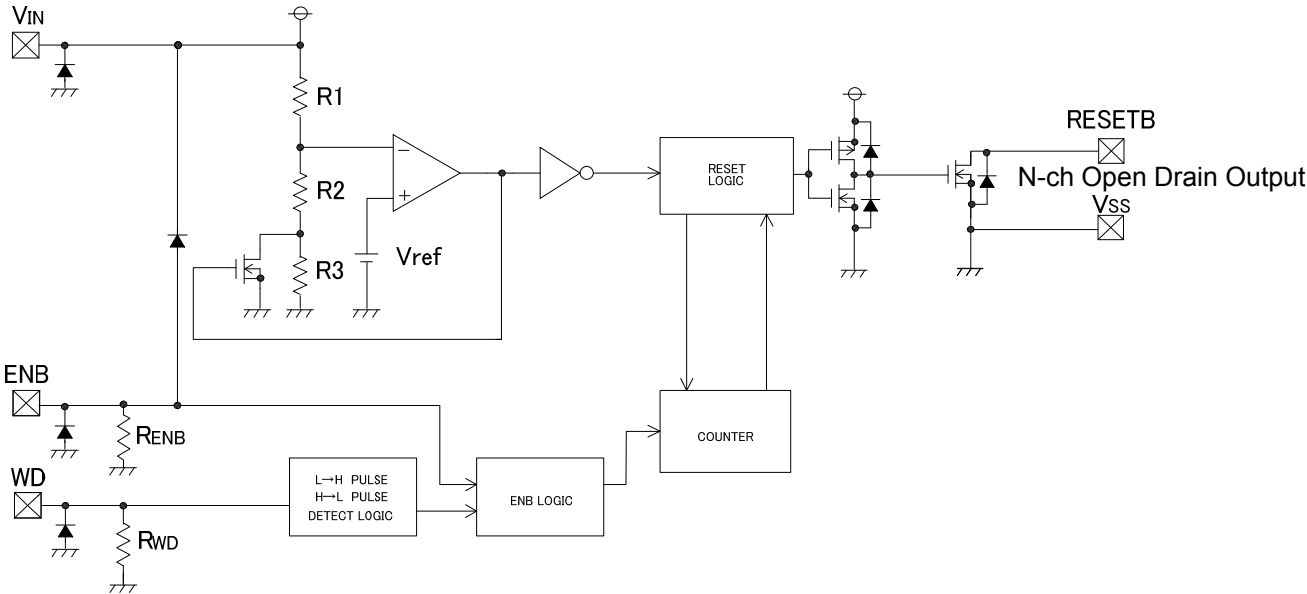 VIN
R1
R2
R3
−
+
Vref
RESET
LOGIC
RESETB
N-ch Open Drain Output
VSS
ENB
RENB
COUNTER
WD
RWD
L→H PULSE
H→L PULSE
DETECT LOGIC
ENB LOGIC